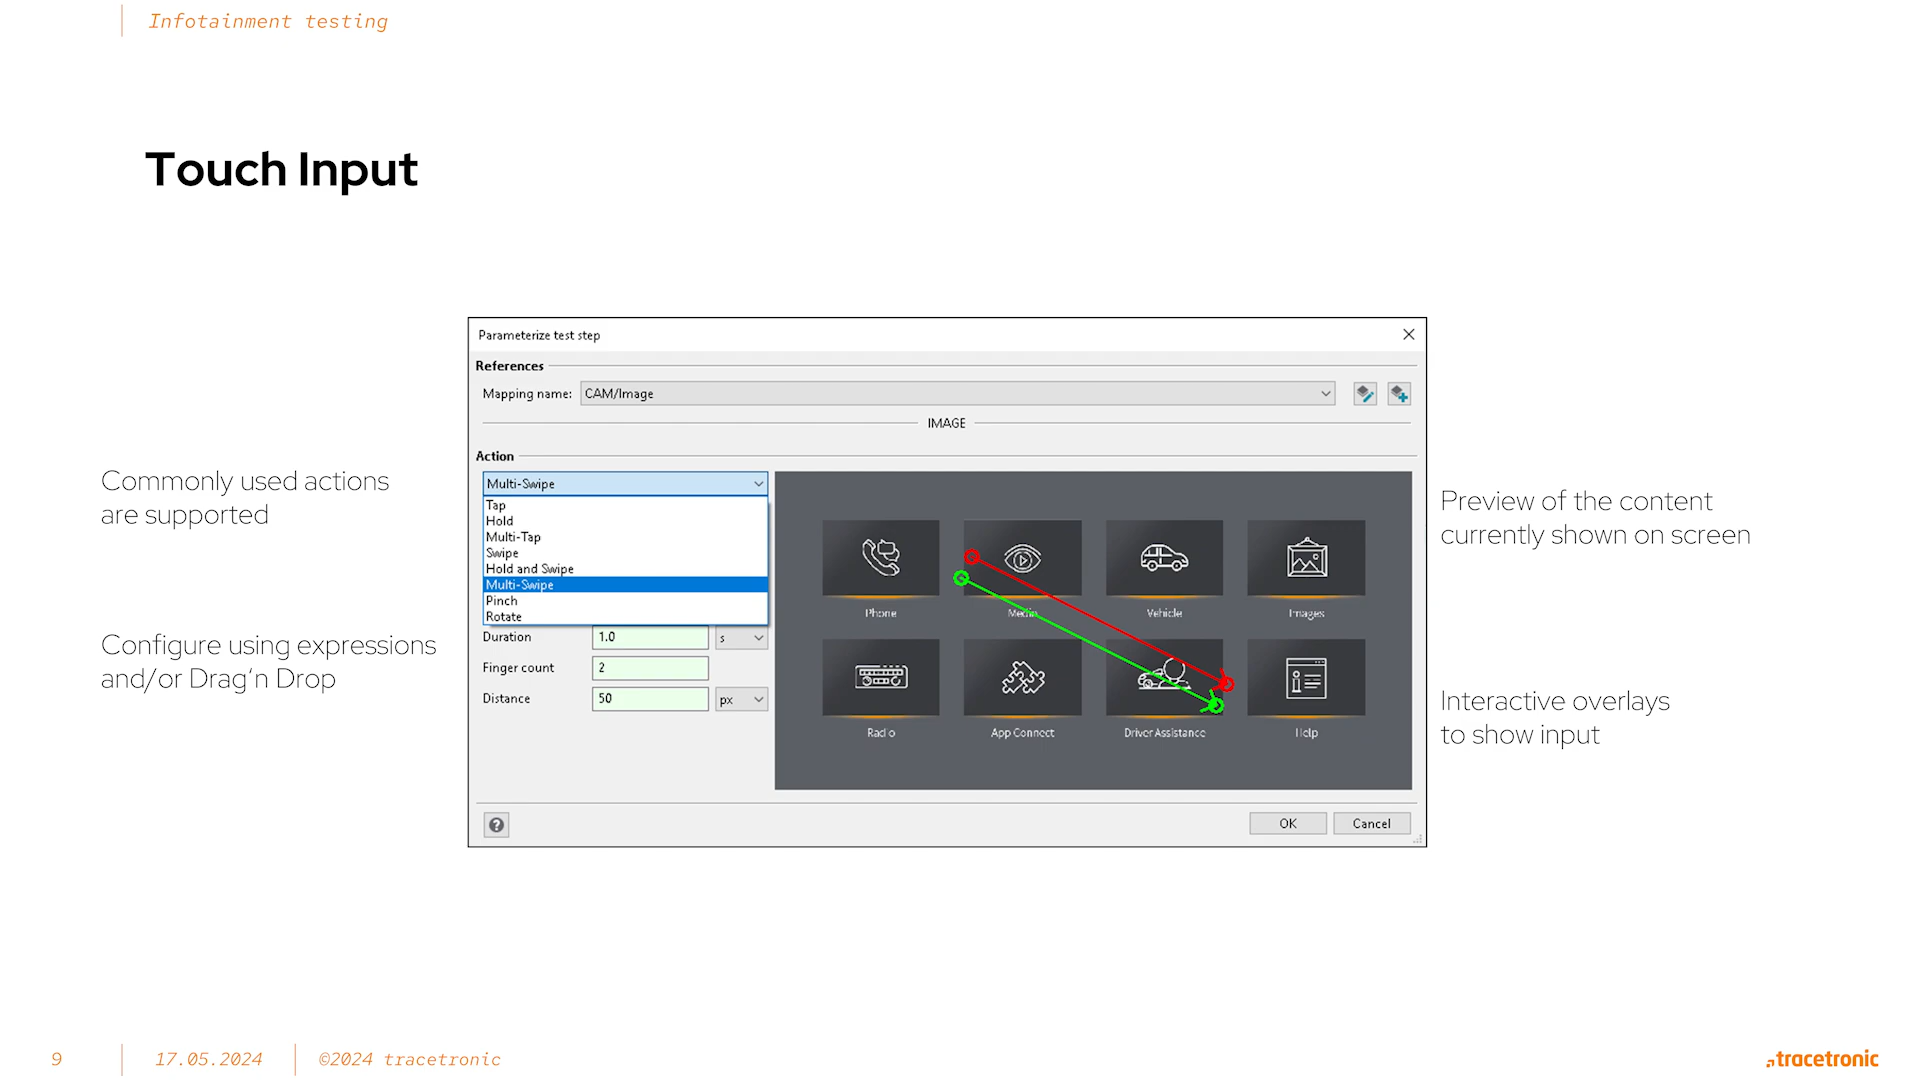 Infotainment testing
Touch Input
Commonly used actions
are supported
Configure using expressions
and/or Drag‘n Drop
Parameterize test step
References
Mapping name:
CAM/Image
IMAGE
Action
Multi-Swipe
Tap
Hold
Multi-Tap
Swipe
Hold and Swipe
Multi-Swipe
Pinch
Rotate
Duration
1.0
s
Finger count
2
Distance
50
px
Phone
Media
Vehicle
Images
Radio
App Connect
Driver Assistance
Help
OK
Cancel
Preview of the content
currently shown on screen
Interactive overlays
to show input
9
17.05.2024
©2024 tracetronic
tracetronic